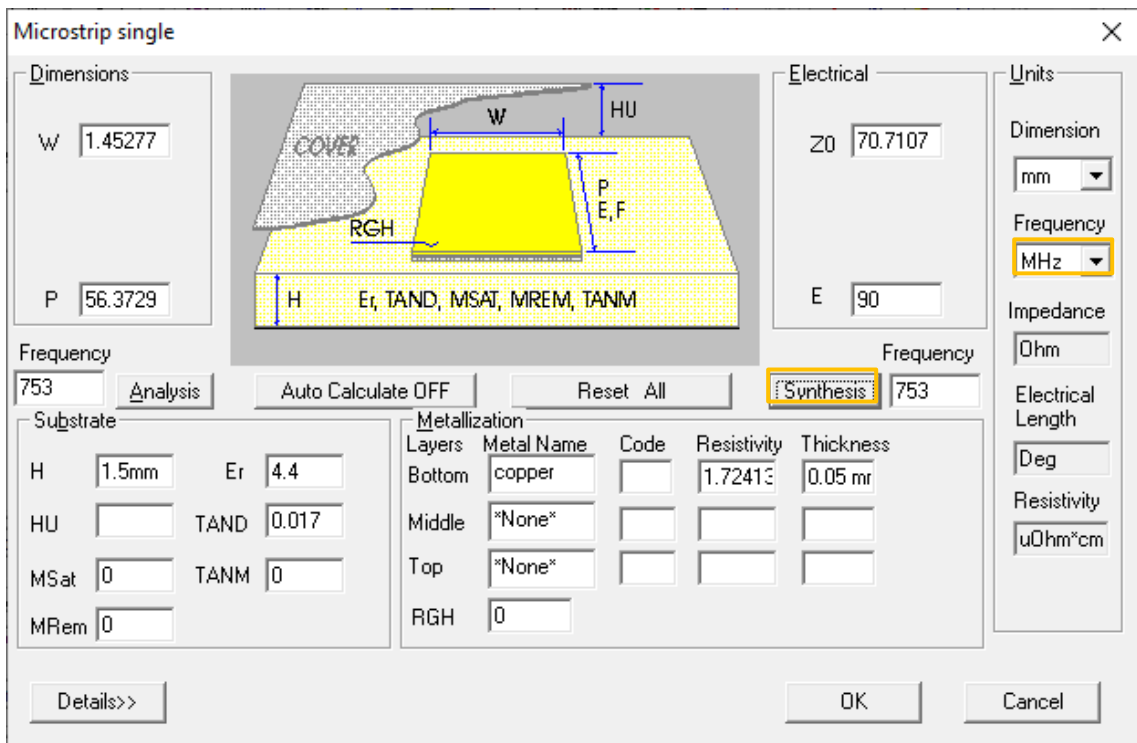 Microstrip single
Dimensions
W 1.45277
P 56.3729
COVER
W
HU
P
E,F
RGH
H Er, TAND, MSAT, MREM, TANM
Electrical
Z0 70.7107
E 90
Units
Dimension
mm
Frequency
MHz
Impedance
Ohm
Electrical
Length
Deg
Resistivity
uOhm*cm
Frequency
753 Analysis Auto Calculate OFF Reset All Synthesis
Frequency
753
Substrate
H 1.5mm Er 4.4
HU TAND 0.017
MSat 0 TANM 0
MRem 0
Metallization
Layers Metal Name Code Resistivity Thickness
Bottom copper 1.72413 0.05 mr
Middle *None*
Top *None*
RGH 0
Details>> OK Cancel